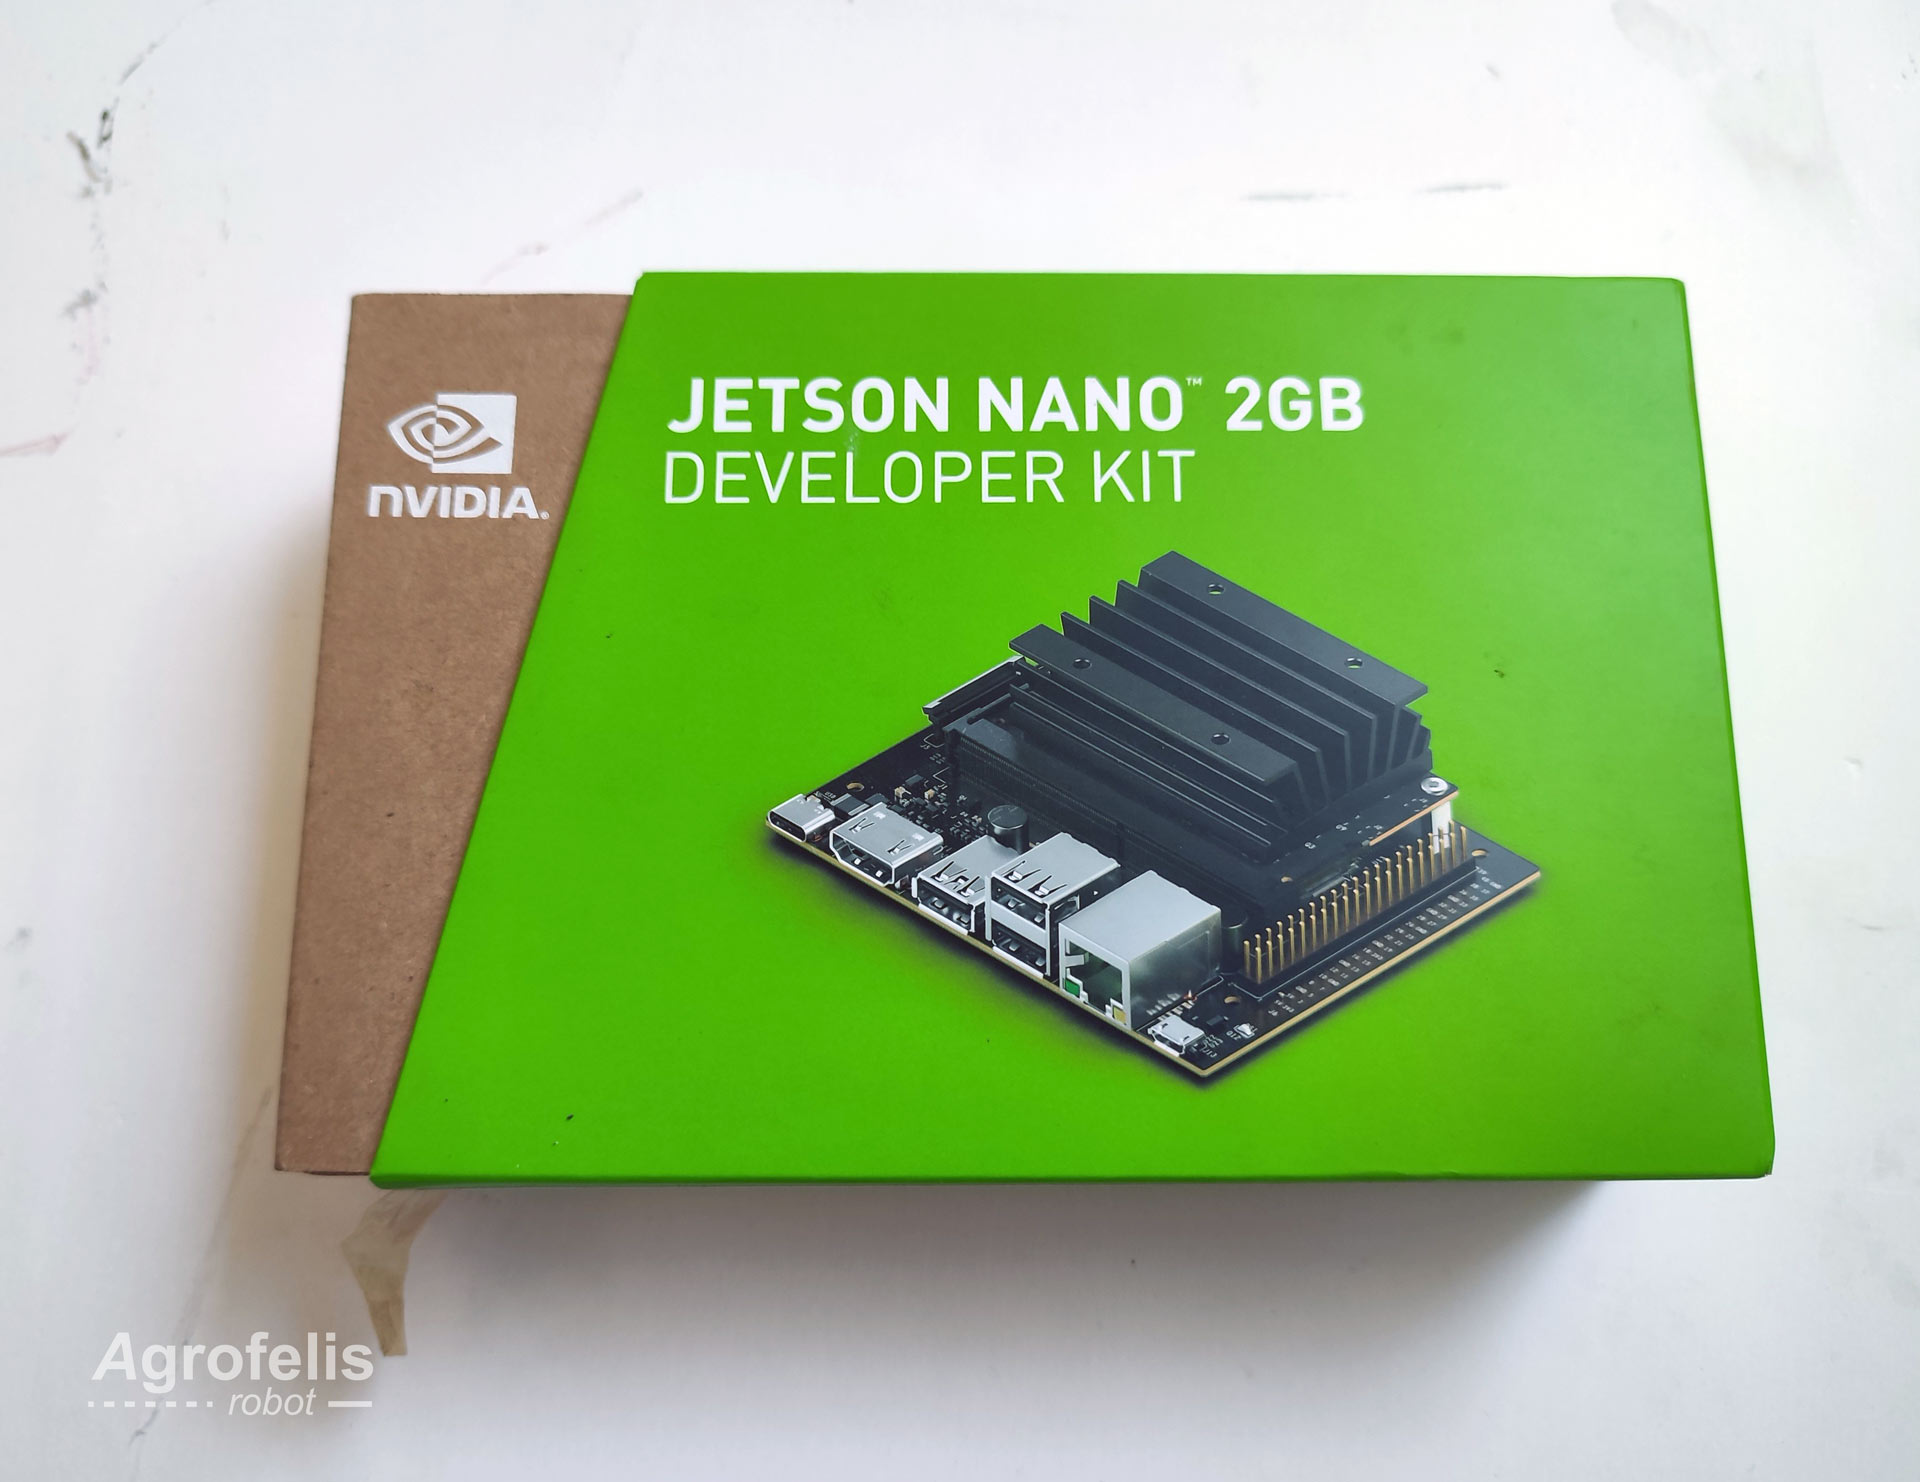 JETSON NANO™ 2GB
DEVELOPER KIT
NVIDIA.
Agrofelis
robot